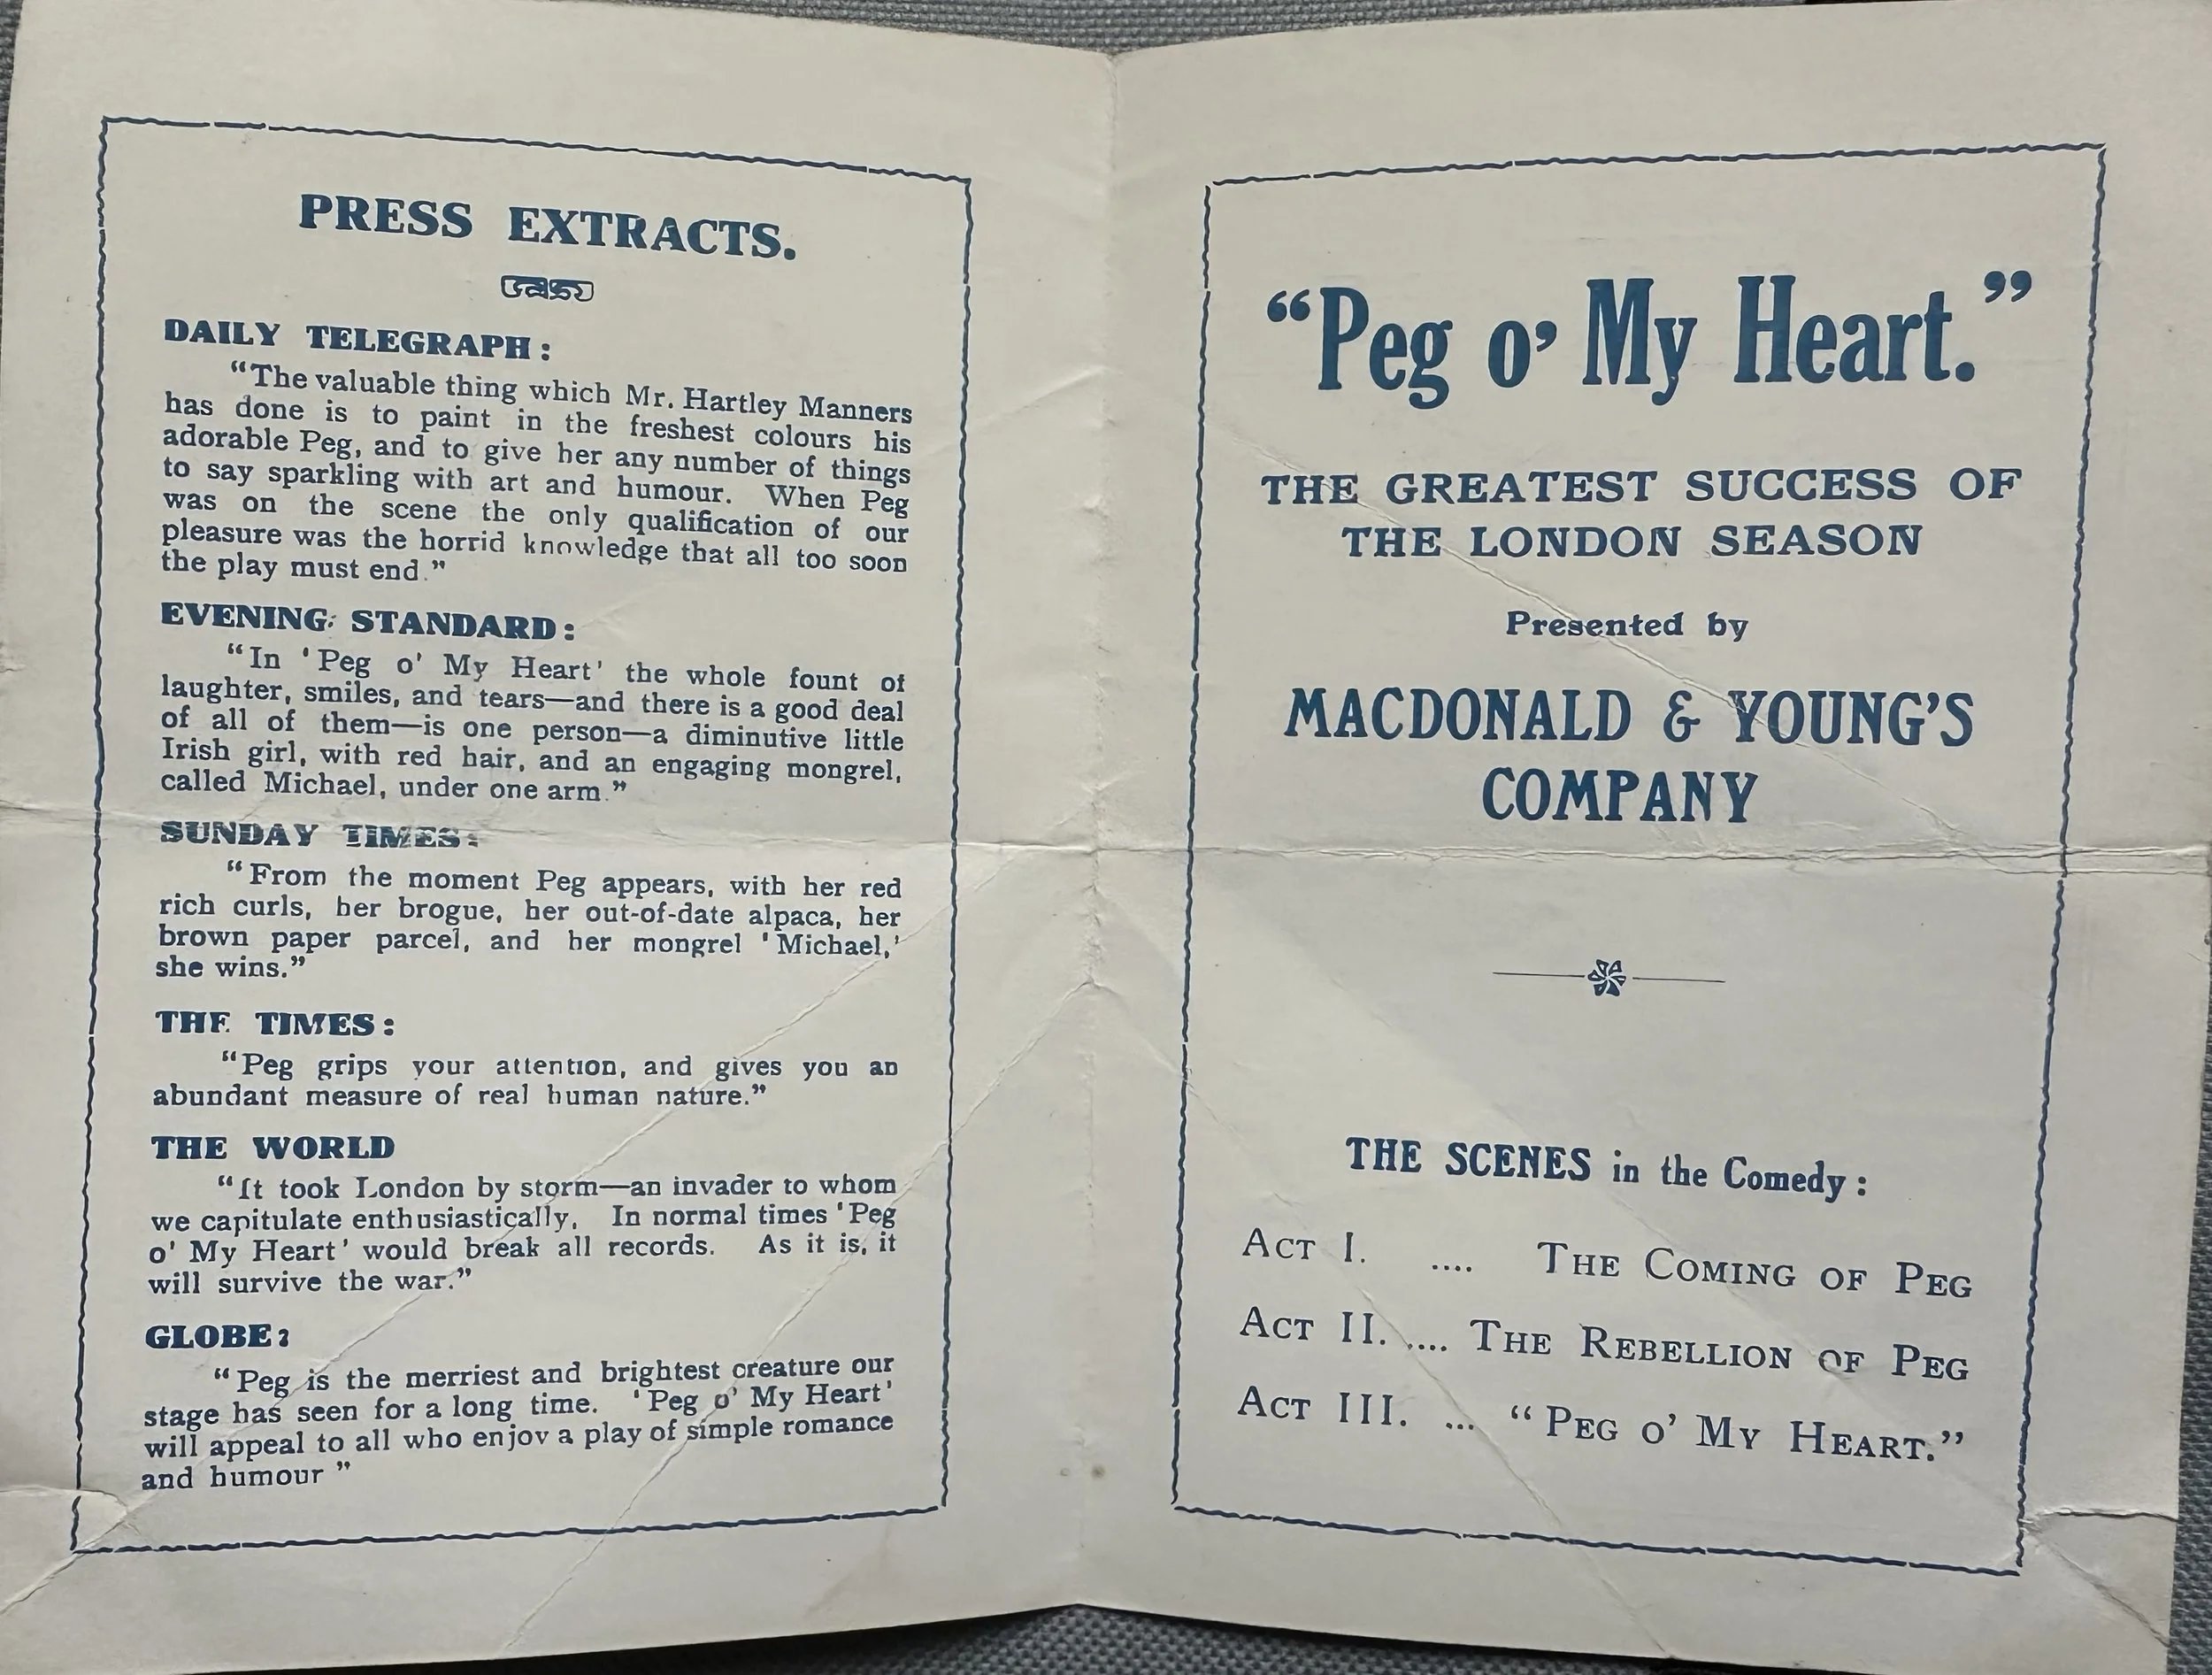 PRESS EXTRACTS.
DAILY TELEGRAPH:
"The valuable thing which Mr. Hartley Manners
has done is to paint in the freshest colours his
adorable Peg, and to give her any number of things
to say sparkling with art and humour. When Peg
was on the scene the only qualification of our
pleasure was the horrid knowledge that all too soon
the play must end."
EVENING STANDARD:
"In 'Peg o' My Heart' the whole fount of
laughter, smiles, and tears—and there is a good deal
of all of them—is one person—a diminutive little
Irish girl, with red hair, and an engaging mongrel,
called Michael, under one arm."
SUNDAY TIMES:
"From the moment Peg appears, with her red
rich curls, her brogue, her out-of-date alpaca, her
brown paper parcel, and her mongrel 'Michael,'
she wins."
THE TIMES:
"Peg grips your attention, and gives you an
abundant measure of real human nature."
THE WORLD
"It took London by storm—an invader to whom
we capitulate enthusiastically. In normal times 'Peg
o' My Heart' would break all records. As it is, it
will survive the war."
GLOBE:
"Peg is the merriest and brightest creature our
stage has seen for a long time. 'Peg o' My Heart'
will appeal to all who enjoy a play of simple romance
and humour"
"Peg o' My Heart."
THE GREATEST SUCCESS OF
THE LONDON SEASON
Presented by
MACDONALD & YOUNG'S
COMPANY
THE SCENES in the Comedy:
ACT I. .... THE COMING OF PEG
ACT II. .... THE REBELLION OF PEG
ACT III. ... "PEG O' MY HEART."